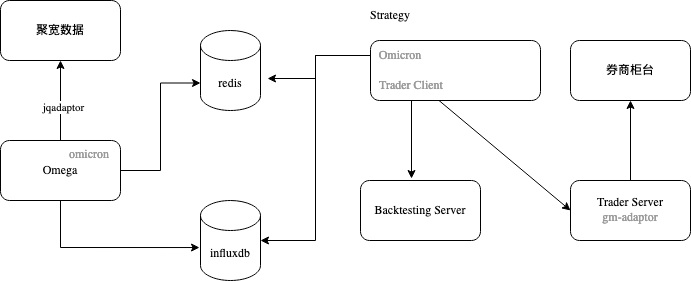 Strategy
聚宽数据
Omicron
Trader Client
券商柜台
redis
jqadaptor
omicron
Omega
Backtesting Server
Trader Server
gm-adaptor
influxdb